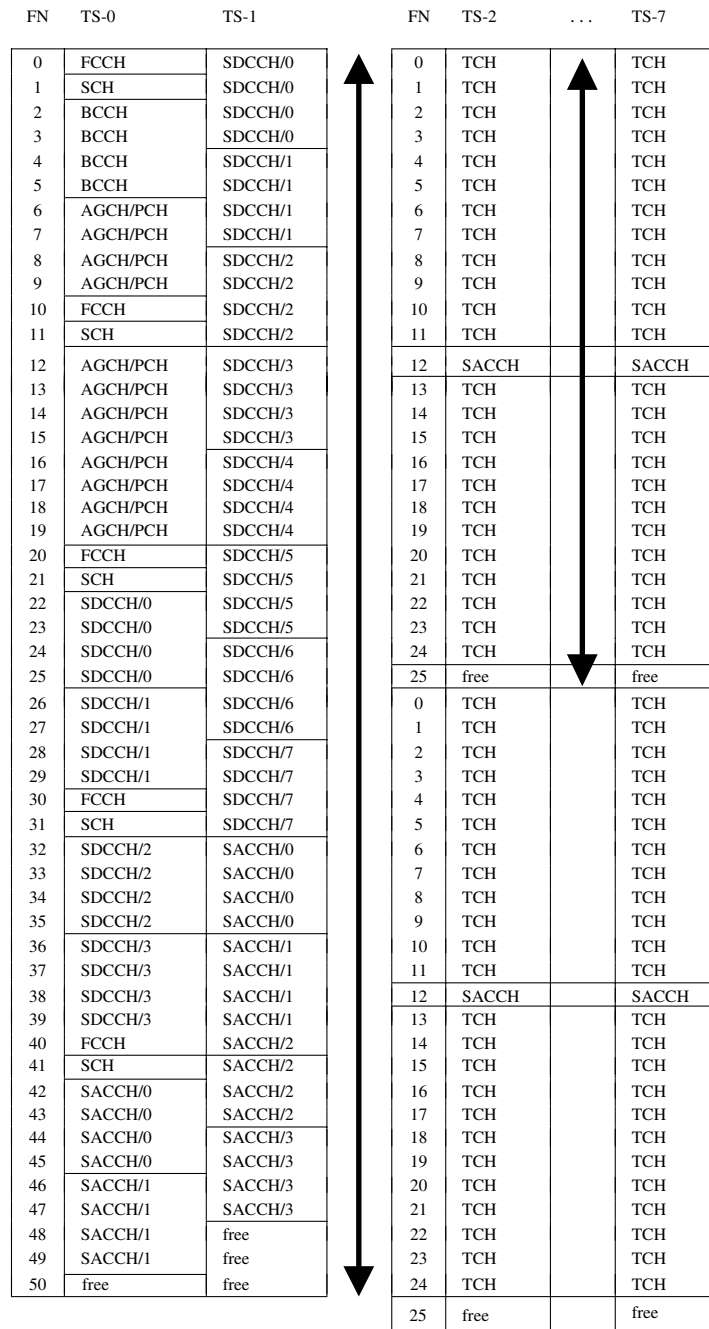 FN TS-0 TS-1 FN TS-2 . . . TS-7
0 FCCH SDCCH/0 0 TCH TCH
1 SCH SDCCH/0 1 TCH TCH
2 BCCH SDCCH/0 2 TCH TCH
3 BCCH SDCCH/0 3 TCH TCH
4 BCCH SDCCH/1 4 TCH TCH
5 BCCH SDCCH/1 5 TCH TCH
6 AGCH/PCH SDCCH/1 6 TCH TCH
7 AGCH/PCH SDCCH/1 7 TCH TCH
8 AGCH/PCH SDCCH/2 8 TCH TCH
9 AGCH/PCH SDCCH/2 9 TCH TCH
10 FCCH SDCCH/2 10 TCH TCH
11 SCH SDCCH/2 11 TCH TCH
12 AGCH/PCH SDCCH/3 12 SACCH SACCH
13 AGCH/PCH SDCCH/3 13 TCH TCH
14 AGCH/PCH SDCCH/3 14 TCH TCH
15 AGCH/PCH SDCCH/3 15 TCH TCH
16 AGCH/PCH SDCCH/4 16 TCH TCH
17 AGCH/PCH SDCCH/4 17 TCH TCH
18 AGCH/PCH SDCCH/4 18 TCH TCH
19 AGCH/PCH SDCCH/4 19 TCH TCH
20 FCCH SDCCH/5 20 TCH TCH
21 SCH SDCCH/5 21 TCH TCH
22 SDCCH/0 SDCCH/5 22 TCH TCH
23 SDCCH/0 SDCCH/5 23 TCH TCH
24 SDCCH/0 SDCCH/6 24 TCH TCH
25 SDCCH/0 SDCCH/6 25 free free
26 SDCCH/1 SDCCH/6 0 TCH TCH
27 SDCCH/1 SDCCH/6 1 TCH TCH
28 SDCCH/1 SDCCH/7 2 TCH TCH
29 SDCCH/1 SDCCH/7 3 TCH TCH
30 FCCH SDCCH/7 4 TCH TCH
31 SCH SDCCH/7 5 TCH TCH
32 SDCCH/2 SACCH/0 6 TCH TCH
33 SDCCH/2 SACCH/0 7 TCH TCH
34 SDCCH/2 SACCH/0 8 TCH TCH
35 SDCCH/2 SACCH/0 9 TCH TCH
36 SDCCH/3 SACCH/1 10 TCH TCH
37 SDCCH/3 SACCH/1 11 TCH TCH
38 SDCCH/3 SACCH/1 12 SACCH SACCH
39 SDCCH/3 SACCH/1 13 TCH TCH
40 FCCH SACCH/2 14 TCH TCH
41 SCH SACCH/2 15 TCH TCH
42 SACCH/0 SACCH/2 16 TCH TCH
43 SACCH/0 SACCH/2 17 TCH TCH
44 SACCH/0 SACCH/3 18 TCH TCH
45 SACCH/0 SACCH/3 19 TCH TCH
46 SACCH/1 SACCH/3 20 TCH TCH
47 SACCH/1 SACCH/3 21 TCH TCH
48 SACCH/1 free 22 TCH TCH
49 SACCH/1 free 23 TCH TCH
50 free free 24 TCH TCH
25 free free